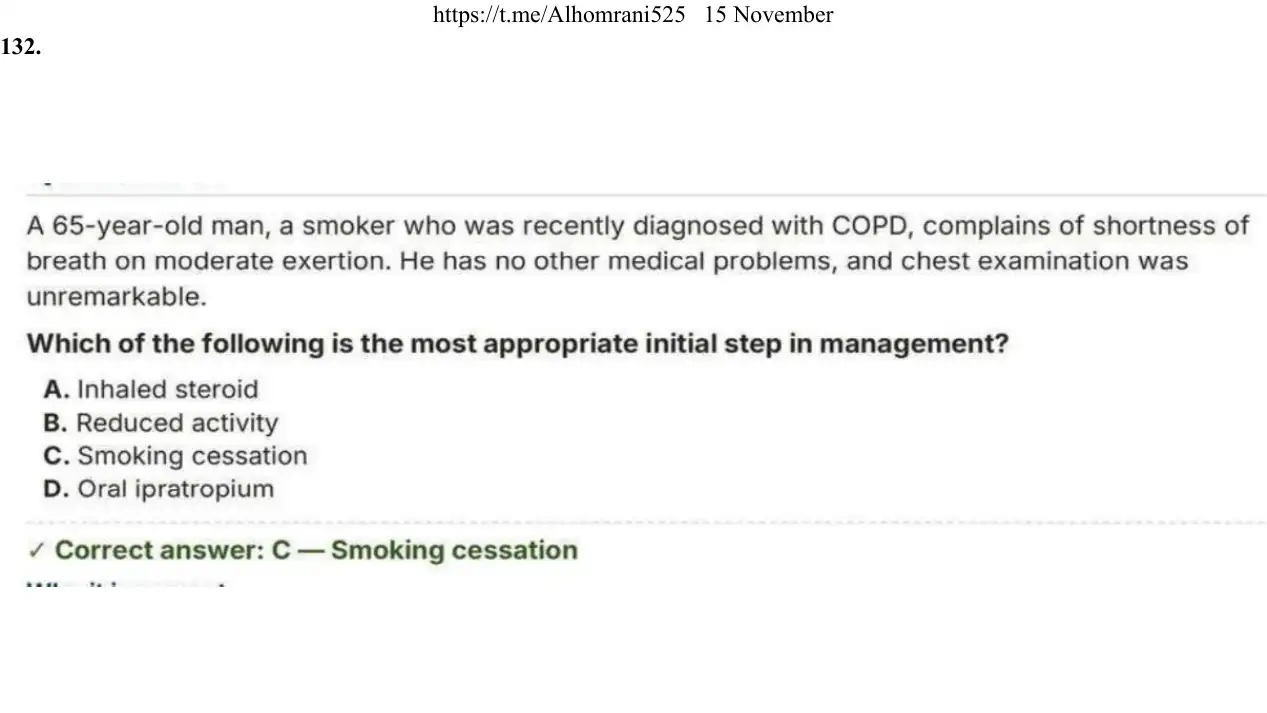 https://t.me/Alhomrani525 15 November
132.
A 65-year-old man, a smoker who was recently diagnosed with COPD, complains of shortness of
breath on moderate exertion. He has no other medical problems, and chest examination was
unremarkable.
Which of the following is the most appropriate initial step in management?
A. Inhaled steroid
B. Reduced activity
C. Smoking cessation
D. Oral ipratropium
✓ Correct answer: C — Smoking cessation